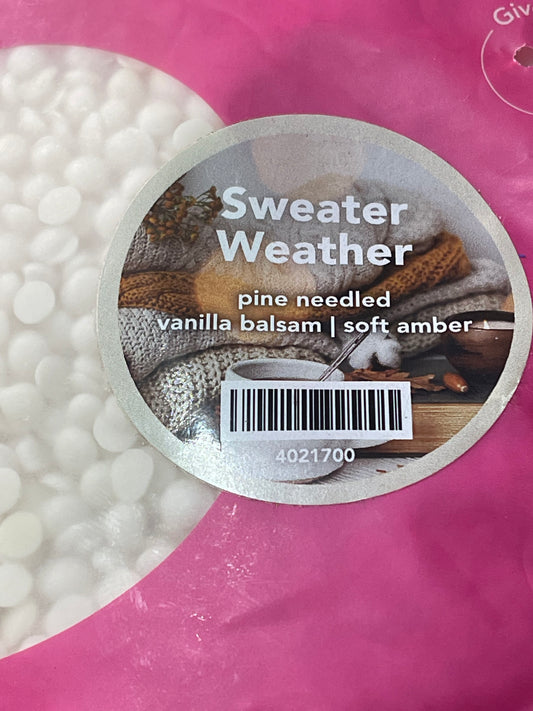 Sweater
Weather
pine needled
vanilla balsam | soft amber
4021700